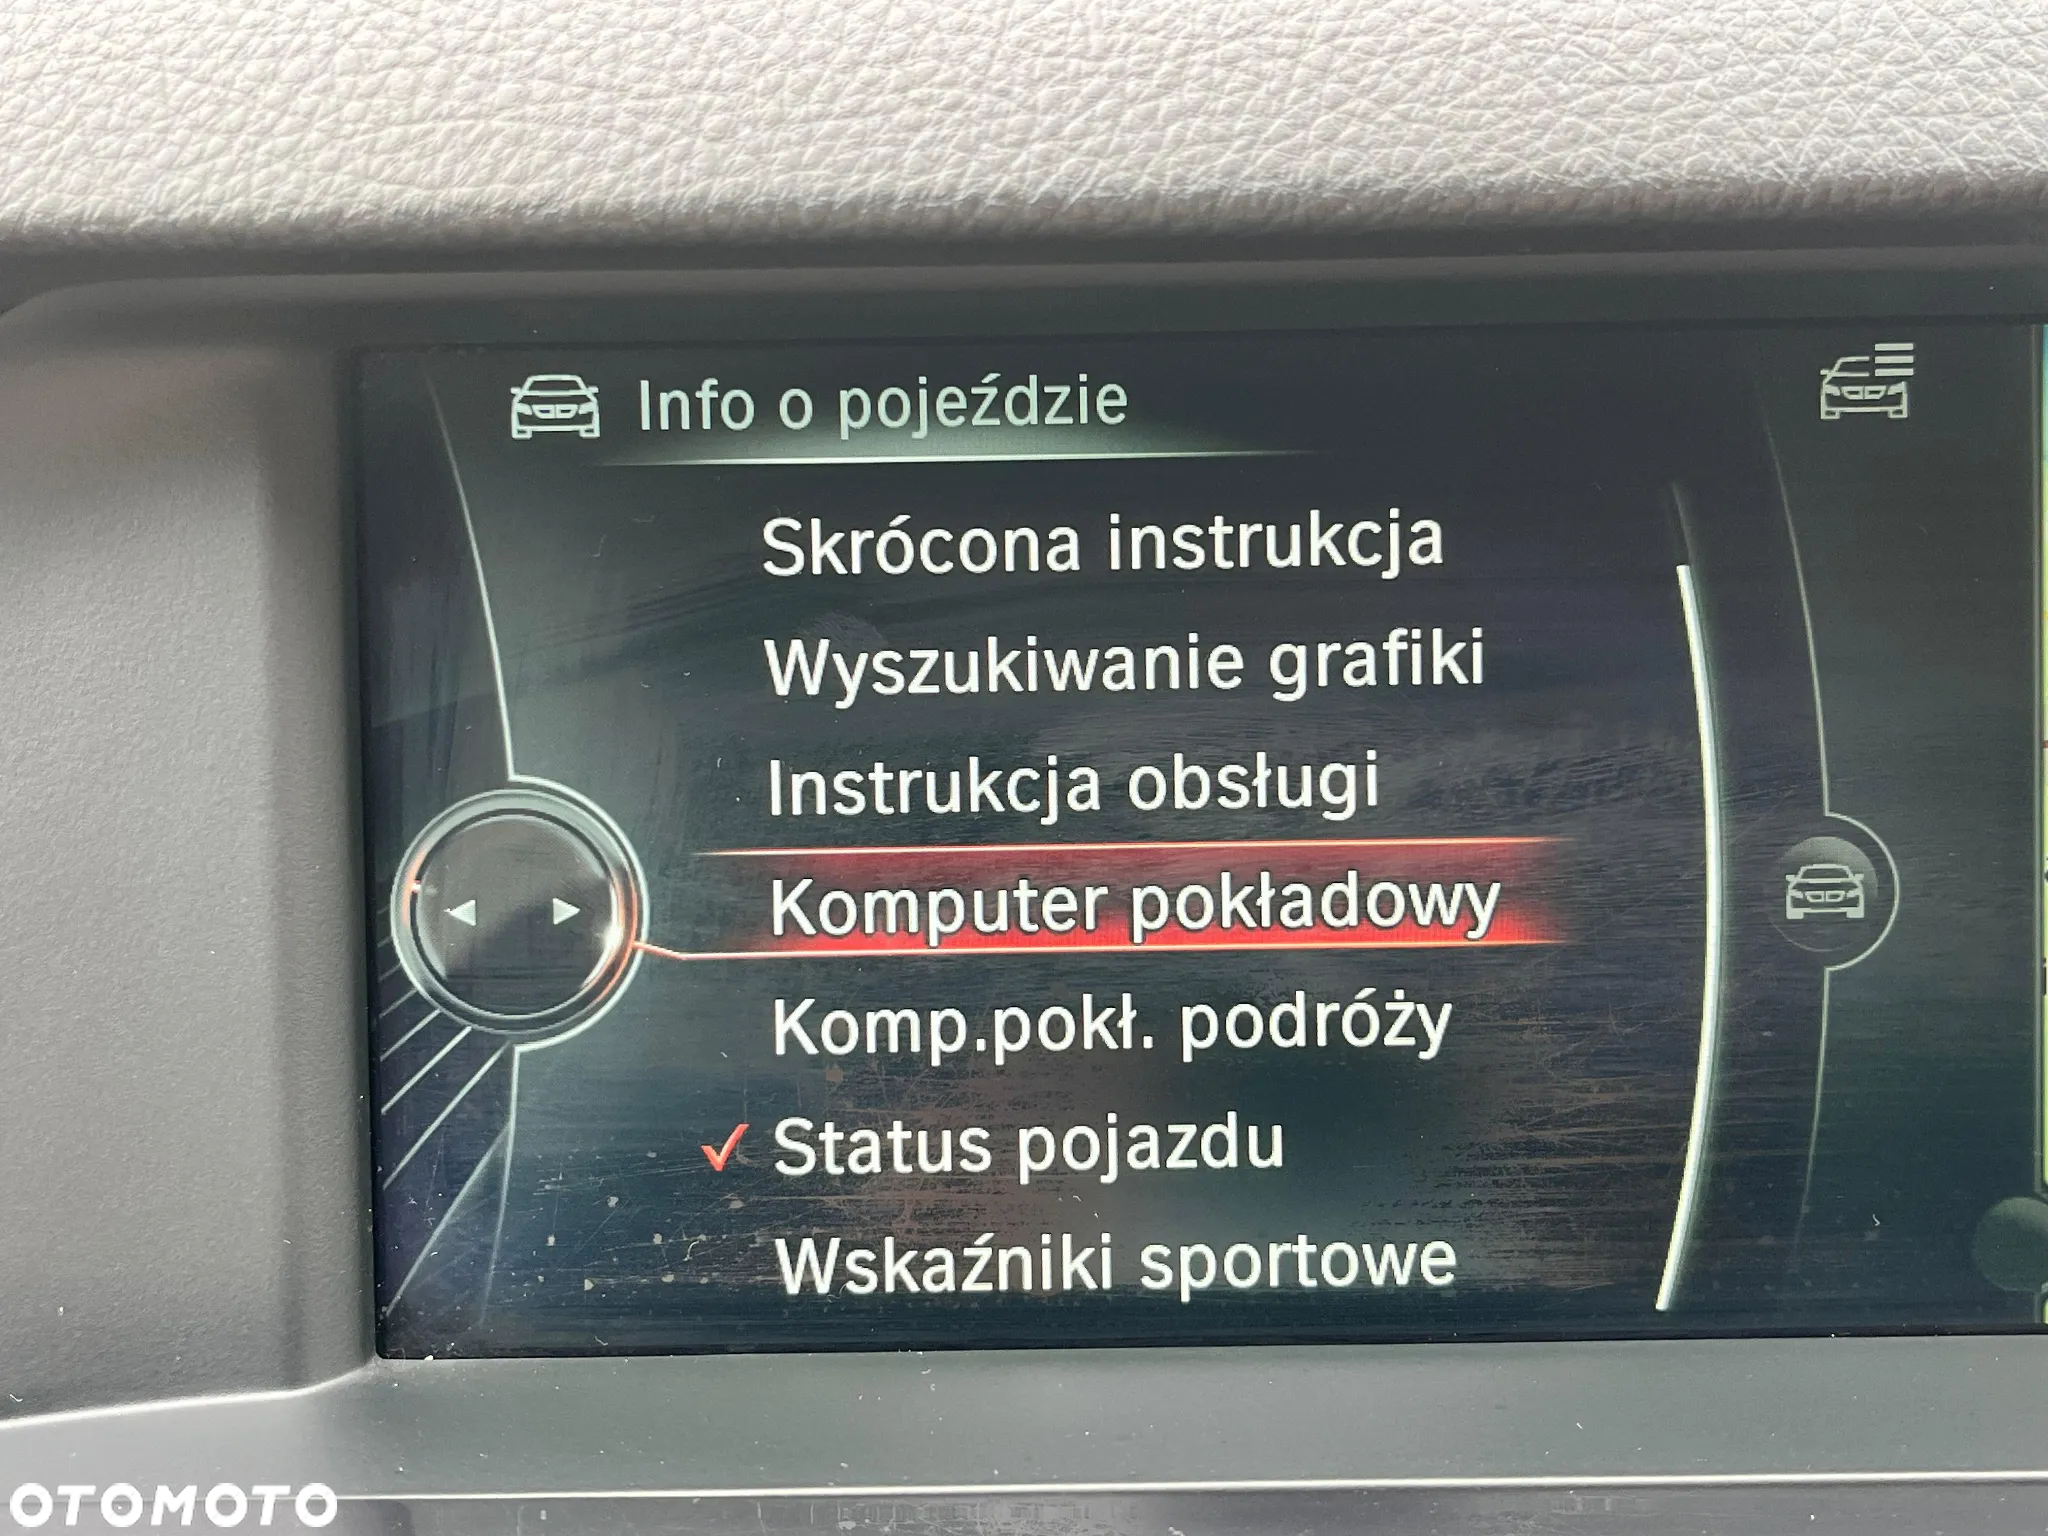 Info o pojeździe
Skrócona instrukcja
Wyszukiwanie grafiki
Instrukcja obsługi
Komputer pokładowy
Komp.pokł. podróży
Status pojazdu
Wskaźniki sportowe
OTOMOTO